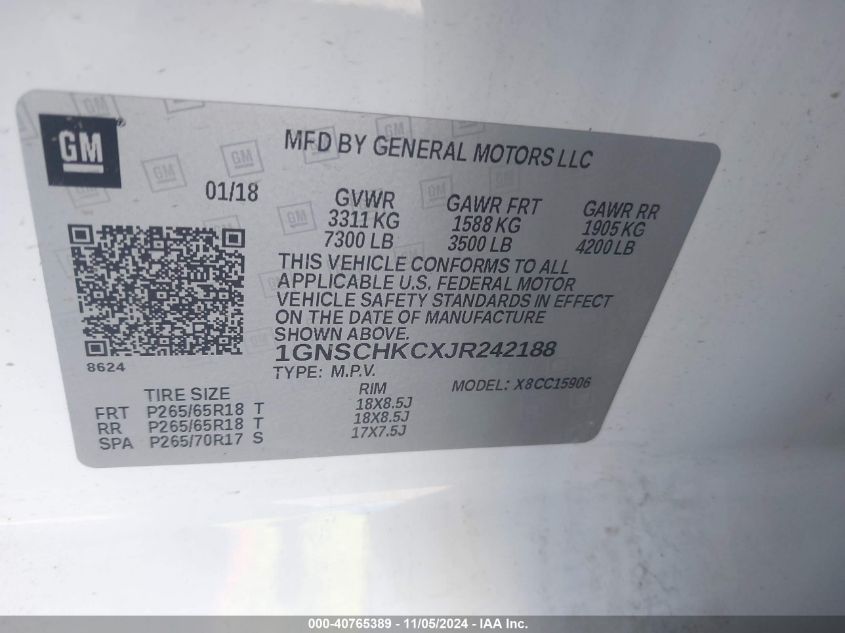 GM
MFD BY GENERAL MOTORS LLC
01/18
GVWR GAWR FRT GAWR RR
3311 KG 1588 KG 1905 KG
7300 LB 3500 LB 4200 LB
THIS VEHICLE CONFORMS TO ALL
APPLICABLE U.S. FEDERAL MOTOR
VEHICLE SAFETY STANDARDS IN EFFECT
ON THE DATE OF MANUFACTURE
SHOWN ABOVE.
1GNSCHKCXJR242188
8624
TYPE: M.P.V. MODEL: X8CC15906
TIRE SIZE RIM
FRT P265/65R18 T 18X8.5J
RR P265/65R18 T 18X8.5J
SPA P265/70R17 S 17X7.5J
000-40765389 - 11/05/2024 - IAA Inc.